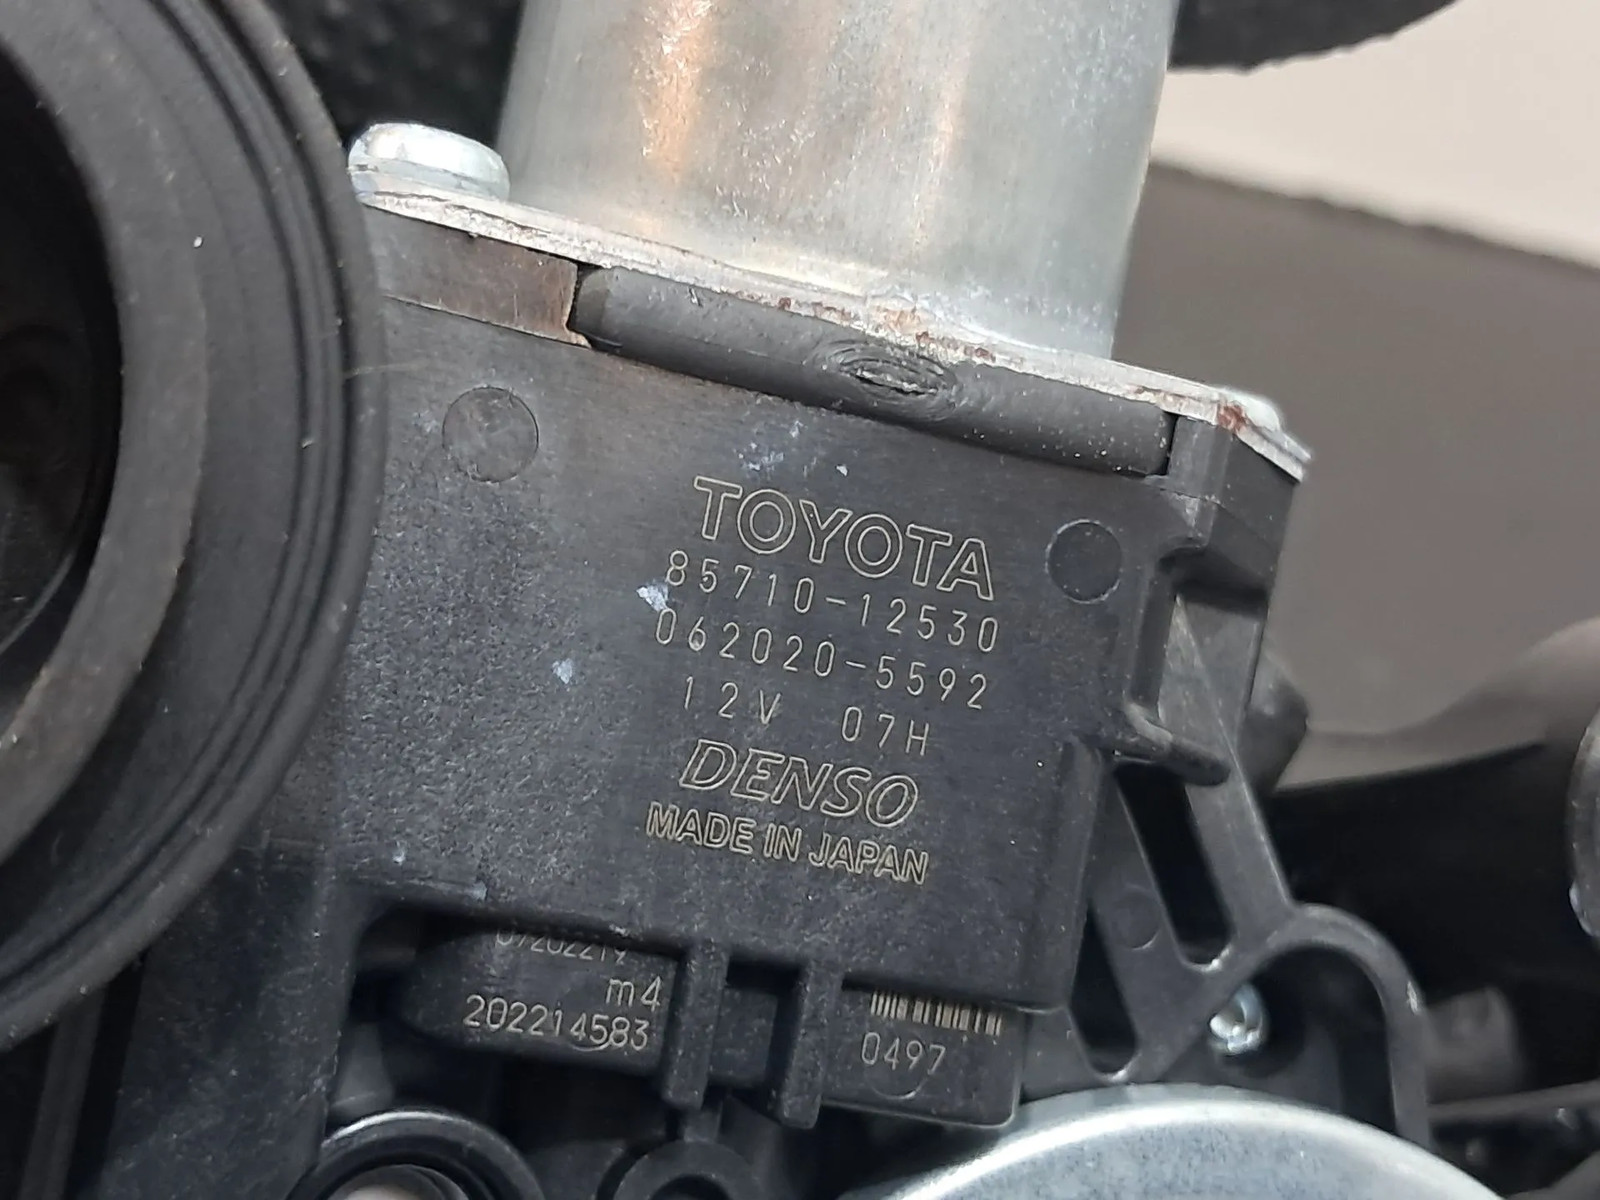 TOYOTA
85710-12530
062020-5592
12V 07H
DENSO
MADE IN JAPAN
m4
202214583
0497